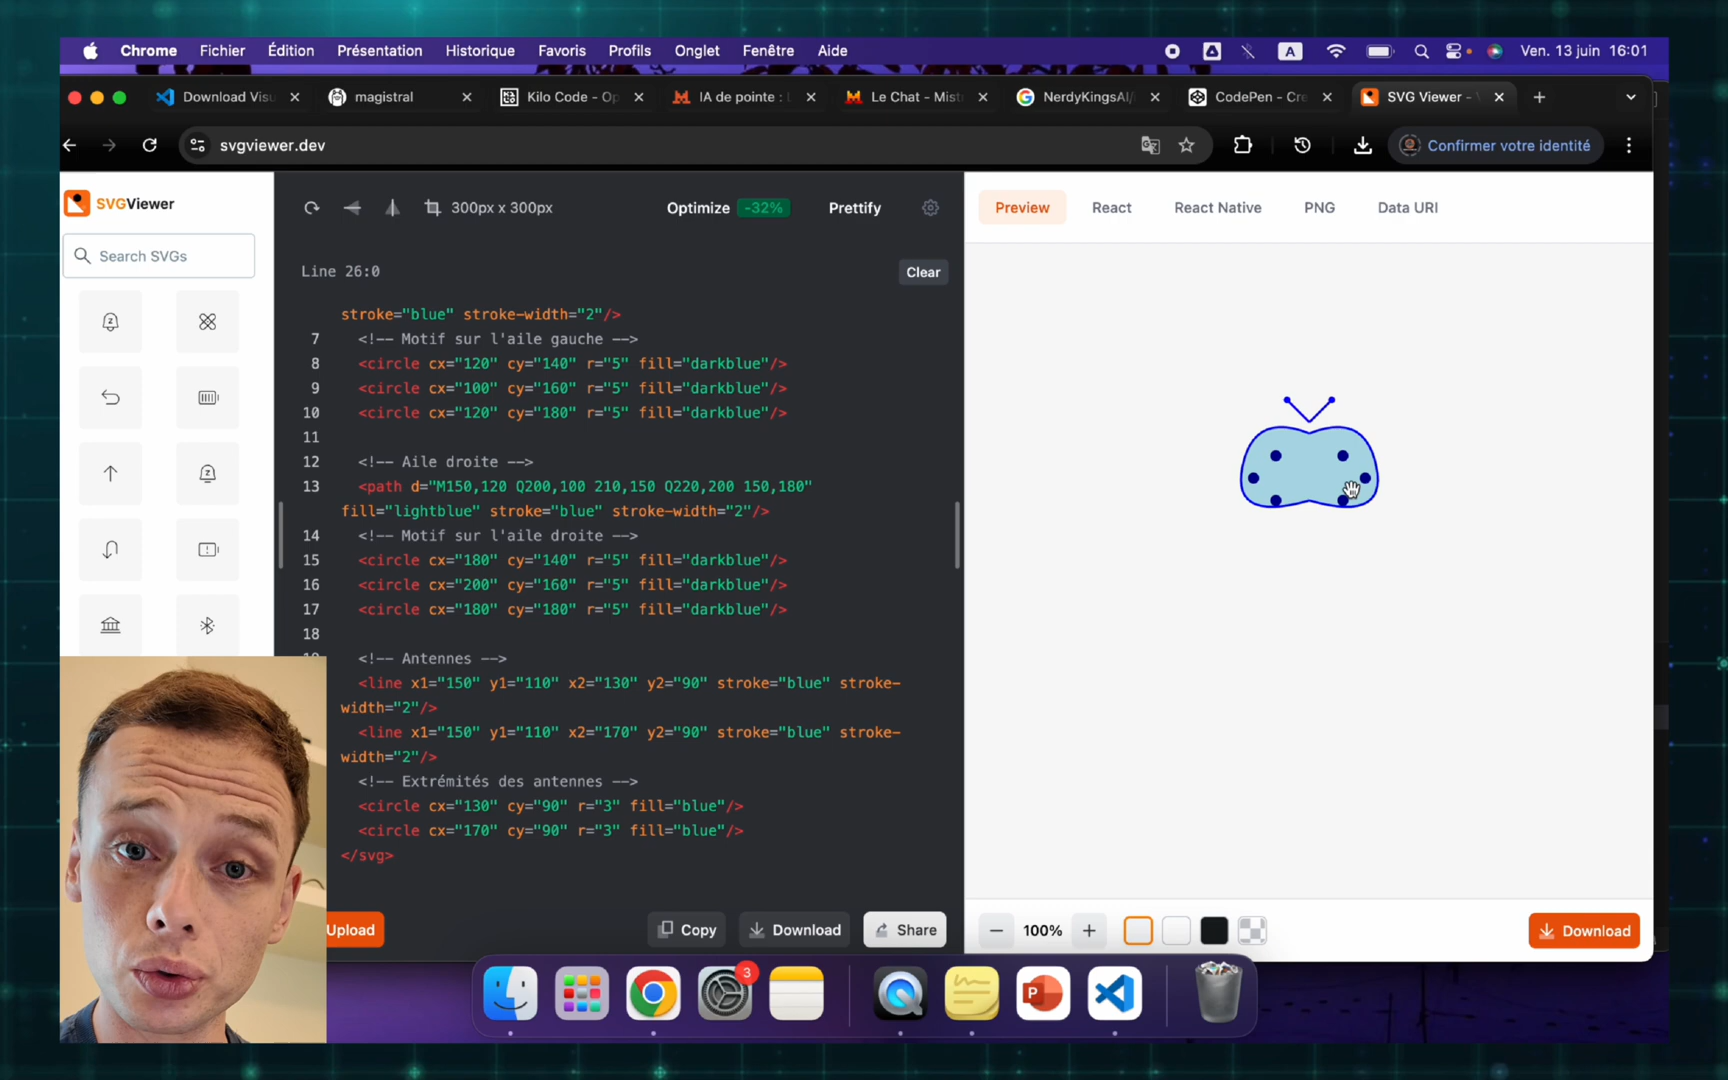 Chrome Fichier Édition Présentation Historique Favoris Profils Onglet Fenêtre Aide A Ven. 13 juin 16:01
Download Visu magistral Kilo Code - Op IA de pointe : L Le Chat - Mist NerdyKingsAI/ CodePen - Cre SVG Viewer - V
svgviewer.dev Confirmer votre identité
SVGViewer
Search SVGs
300px x 300px Optimize -32% Prettify
Line 26:0 Clear
stroke="blue" stroke-width="2"/>
7 <!-- Motif sur l'aile gauche -->
8 <circle cx="120" cy="140" r="5" fill="darkblue"/>
9 <circle cx="100" cy="160" r="5" fill="darkblue"/>
10 <circle cx="120" cy="180" r="5" fill="darkblue"/>
11
12 <!-- Aile droite -->
13 <path d="M150,120 Q200,100 210,150 Q220,200 150,180"
fill="lightblue" stroke="blue" stroke-width="2"/>
14 <!-- Motif sur l'aile droite -->
15 <circle cx="180" cy="140" r="5" fill="darkblue"/>
16 <circle cx="200" cy="160" r="5" fill="darkblue"/>
17 <circle cx="180" cy="180" r="5" fill="darkblue"/>
18
<!-- Antennes -->
<line x1="150" y1="110" x2="130" y2="90" stroke="blue" stroke-
width="2"/>
<line x1="150" y1="110" x2="170" y2="90" stroke="blue" stroke-
width="2"/>
<!-- Extrémités des antennes -->
<circle cx="130" cy="90" r="3" fill="blue"/>
<circle cx="170" cy="90" r="3" fill="blue"/>
</svg>
Upload Copy Download Share
Preview React React Native PNG Data URI
100% Download
3